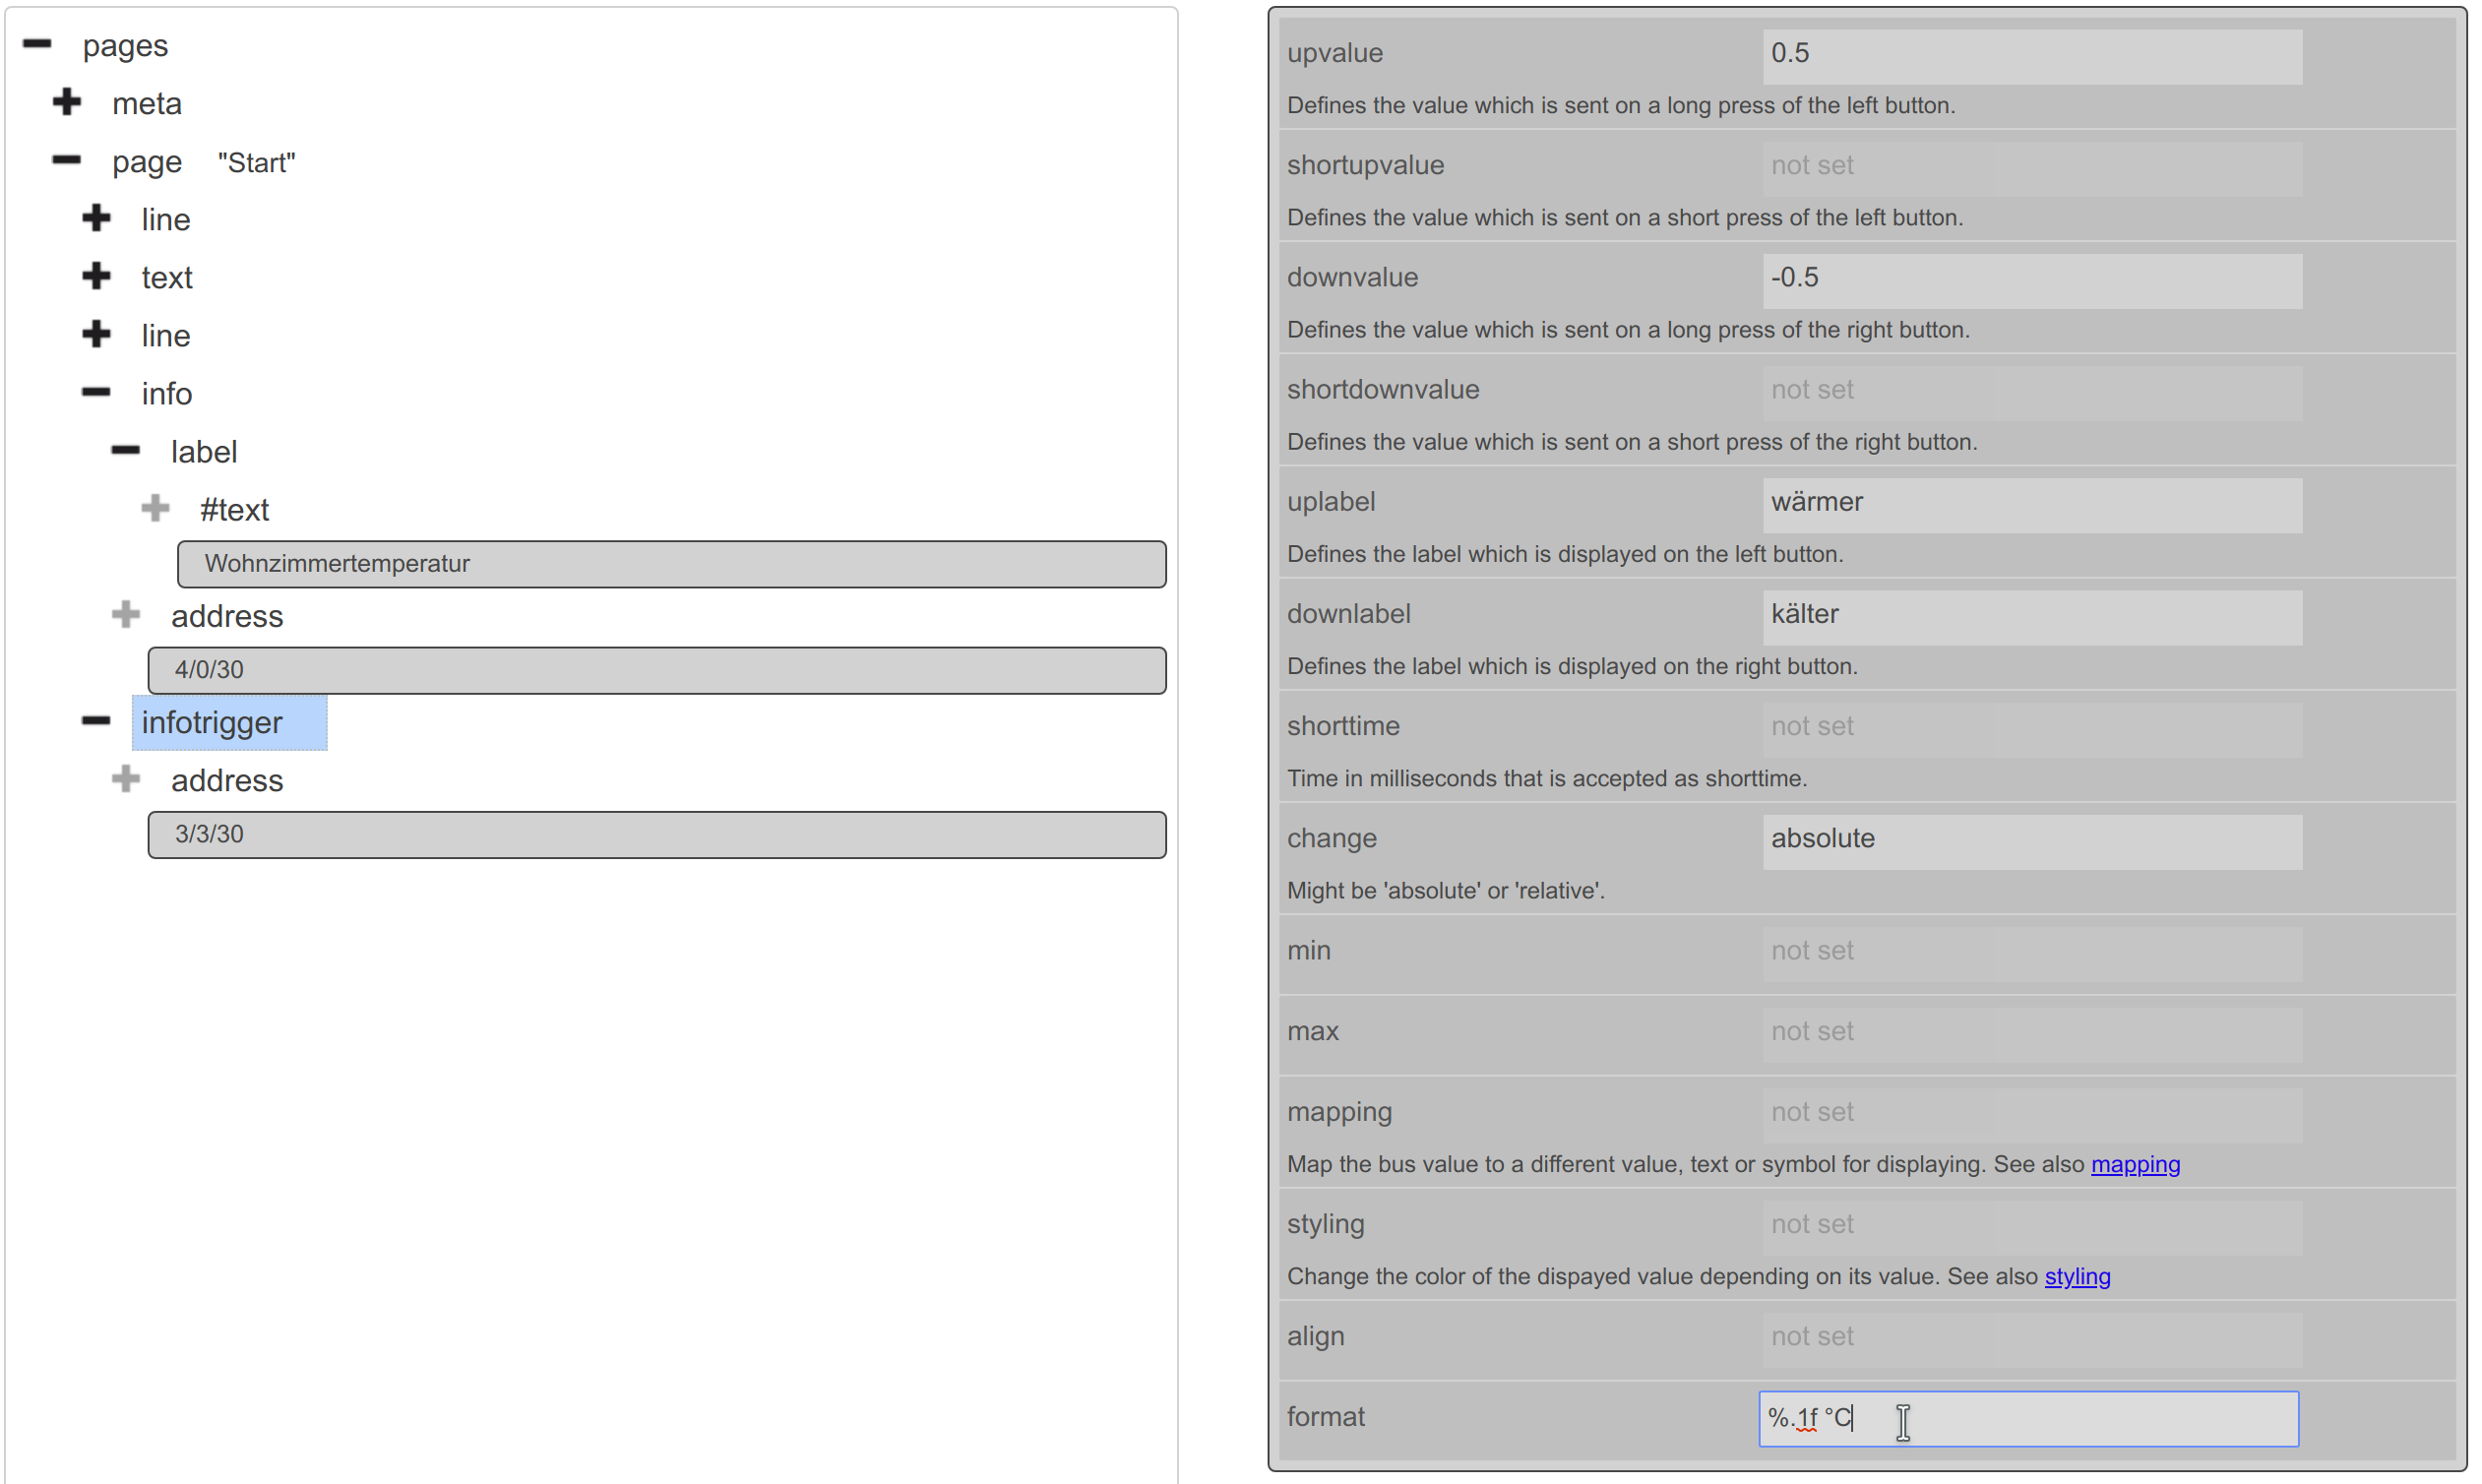 pages
meta
page "Start"
line
text
line
info
label
#text
Wohnzimmertemperatur
address
4/0/30
infotrigger
address
3/3/30
upvalue 0.5
Defines the value which is sent on a long press of the left button.
shortupvalue not set
Defines the value which is sent on a short press of the left button.
downvalue -0.5
Defines the value which is sent on a long press of the right button.
shortdownvalue not set
Defines the value which is sent on a short press of the right button.
uplabel wärmer
Defines the label which is displayed on the left button.
downlabel kälter
Defines the label which is displayed on the right button.
shorttime not set
Time in milliseconds that is accepted as shorttime.
change absolute
Might be 'absolute' or 'relative'.
min not set
max not set
mapping not set
Map the bus value to a different value, text or symbol for displaying. See also mapping
styling not set
Change the color of the dispayed value depending on its value. See also styling
align not set
format %.1f °C